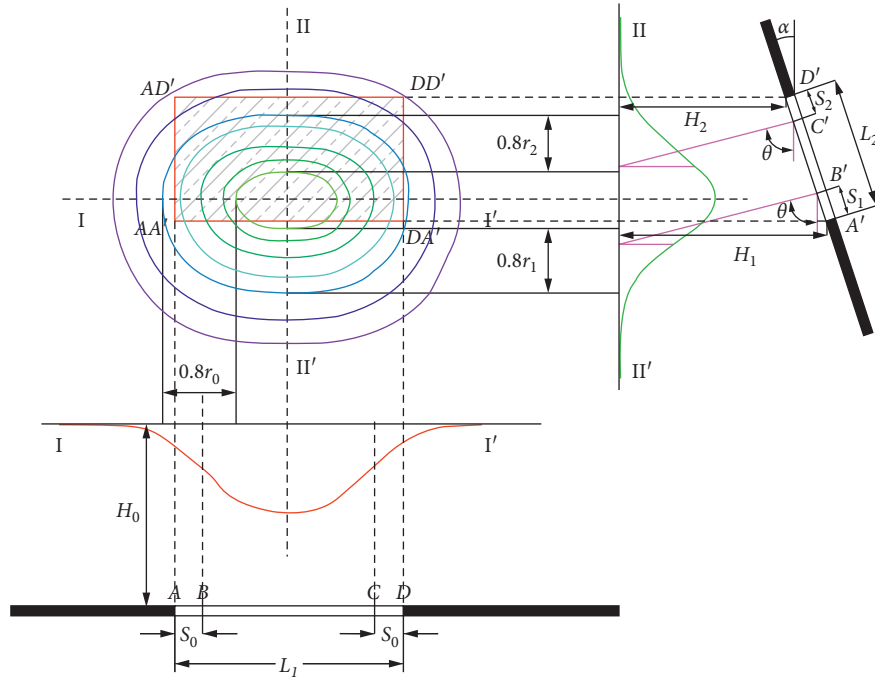 II
II
α
AD′
DD′
D′
S₂
H₂
C′
L₂
0.8r₂
θ
B′
S₁
I
AA′
I′
DA′
θ
A′
H₁
0.8r₁
II′
II′
0.8r₀
I
I′
H₀
A
B
C
D
S₀
S₀
L₁